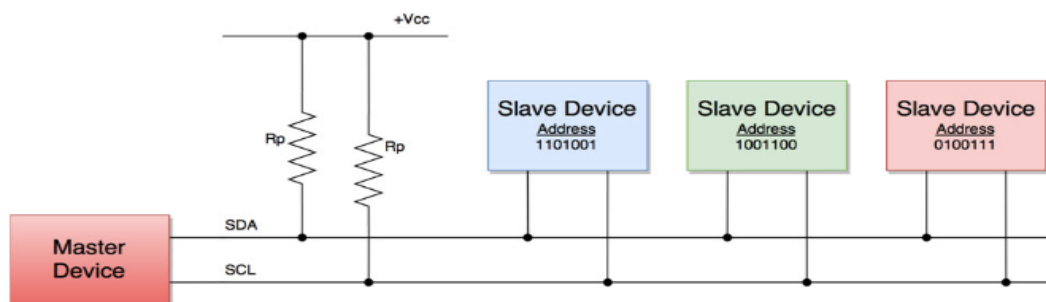 +Vcc
Rp
Rp
Slave Device
Address
1101001
Slave Device
Address
1001100
Slave Device
Address
0100111
SDA
SCL
Master
Device